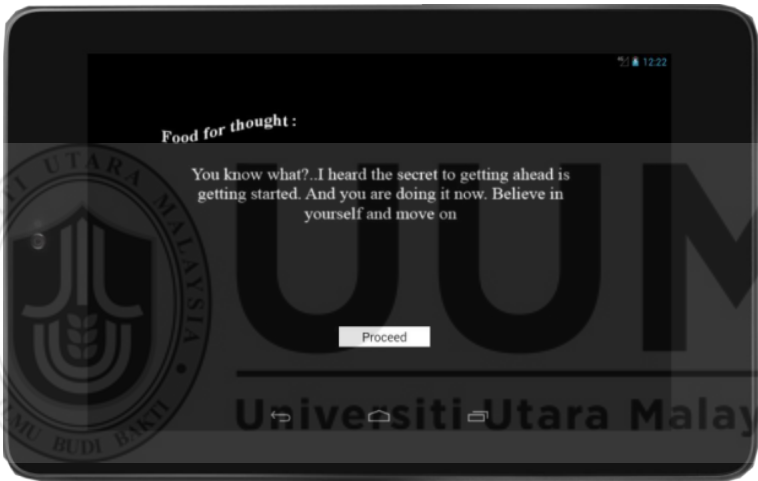 12:22
Food for thought :
You know what?..I heard the secret to getting ahead is
getting started. And you are doing it now. Believe in
yourself and move on
Proceed
UTARA MALAYSIA
UUM
Universiti Utara Malay
BUDI BAKTI